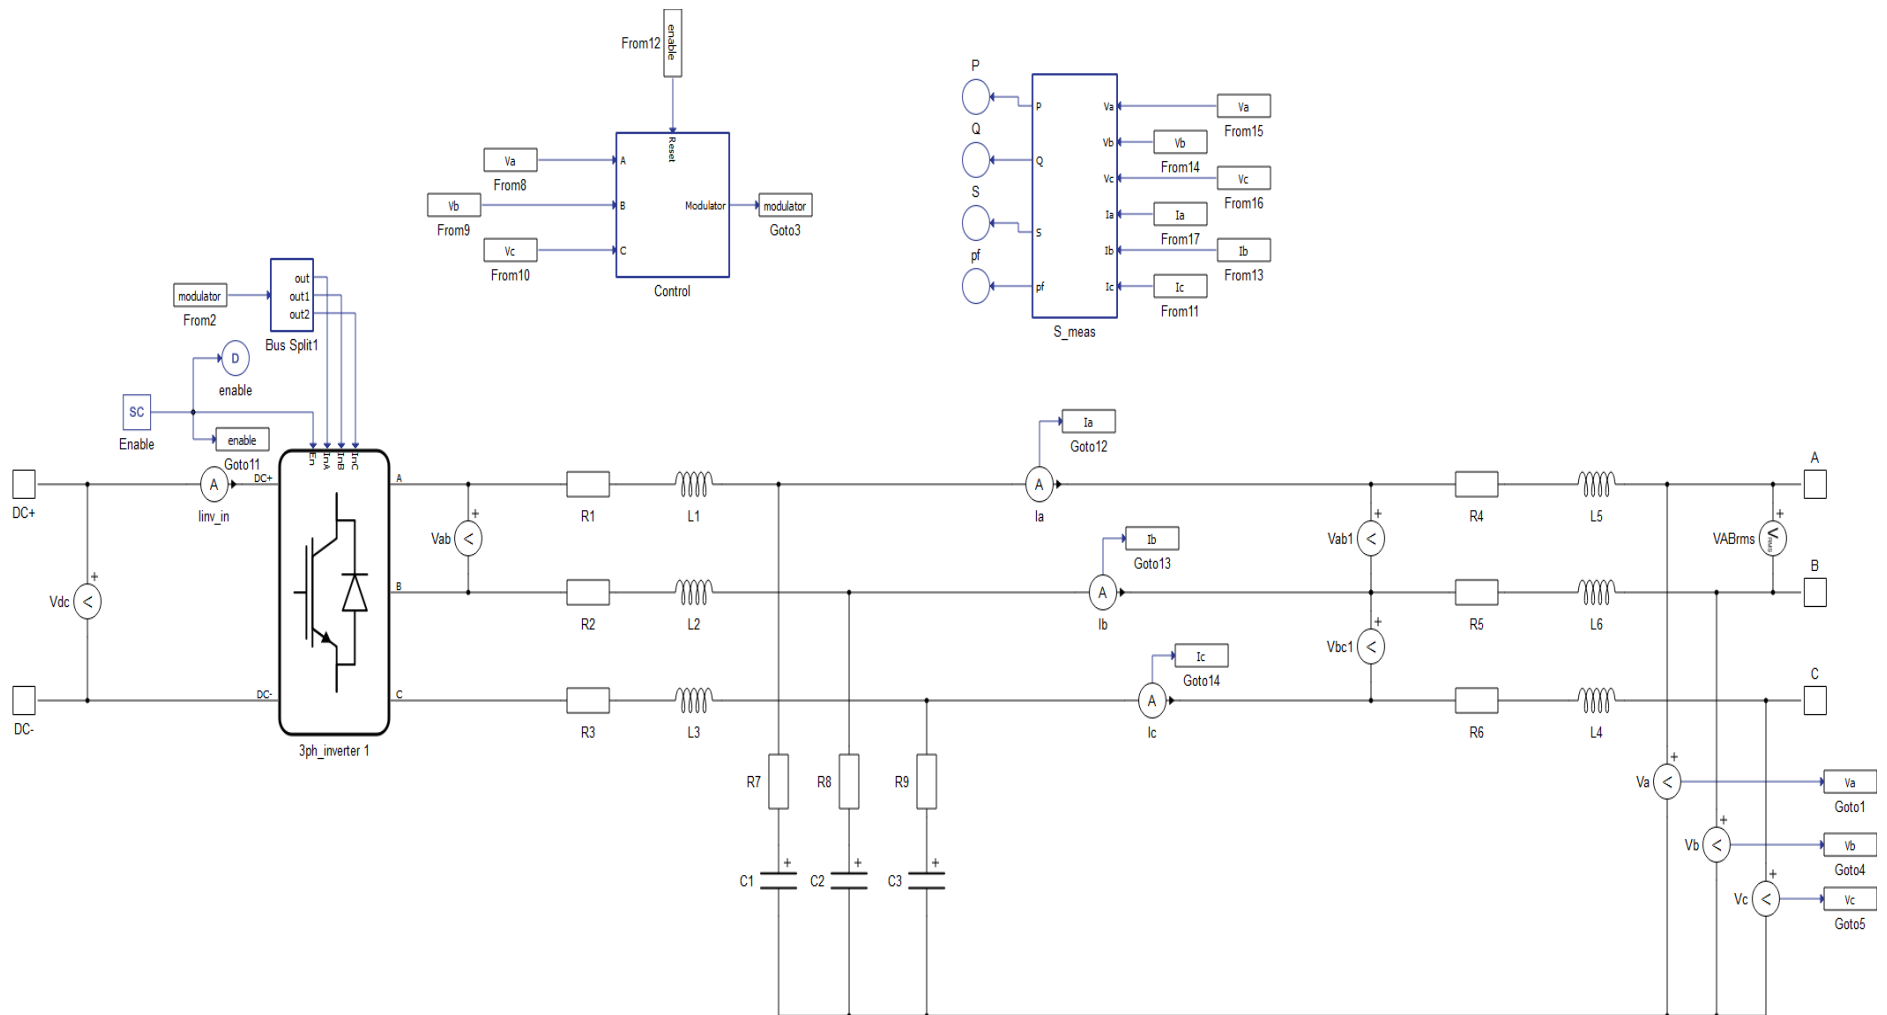 enable
From12
Reset
Va
From8
A
Vb
From9
B
Modulator
modulator
Goto3
Vc
From10
C
Control
P
P
Va
Va
From15
Q
Vb
Vb
From14
Q
Vc
Vc
From16
S
Ia
Ia
From17
S
Ib
Ib
From13
pf
pf
Ic
Ic
From11
S_meas
modulator
From2
out
out1
out2
Bus Split1
D
enable
SC
Enable
enable
Goto11
En
InA
InB
InC
DC+
A
Iinv_in
DC+
A
+
Vab
R1
L1
Ia
Goto12
A
Ia
R4
L5
A
+
Vab1
+
VABrms
VRMS
+
Vdc
B
R2
L2
Ib
Goto13
A
Ib
R5
L6
B
+
Vbc1
DC-
DC-
C
R3
L3
Ic
Goto14
A
Ic
R6
L4
C
3ph_inverter 1
R7
R8
R9
+
Va
Va
Goto1
+
Vb
Vb
Goto4
+
C1
+
C2
+
C3
+
Vc
Vc
Goto5